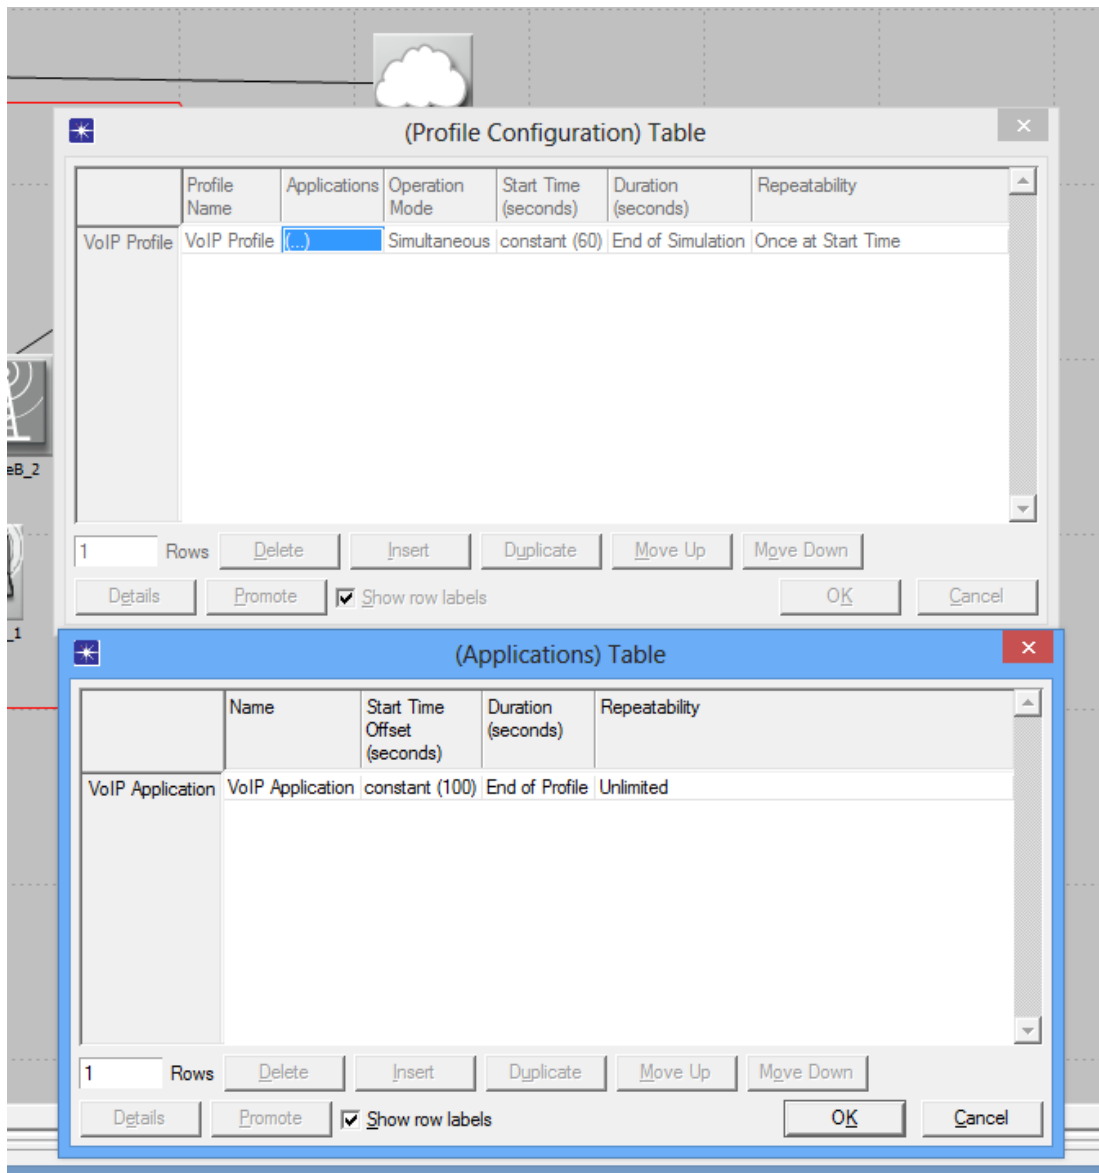 (Profile Configuration) Table
Profile Name Applications Operation Mode Start Time (seconds) Duration (seconds) Repeatability
VoIP Profile VoIP Profile (...) Simultaneous constant (60) End of Simulation Once at Start Time
1 Rows Delete Insert Duplicate Move Up Move Down
Details Promote Show row labels OK Cancel
eB_2
_1
(Applications) Table
Name Start Time Offset (seconds) Duration (seconds) Repeatability
VoIP Application VoIP Application constant (100) End of Profile Unlimited
1 Rows Delete Insert Duplicate Move Up Move Down
Details Promote Show row labels OK Cancel